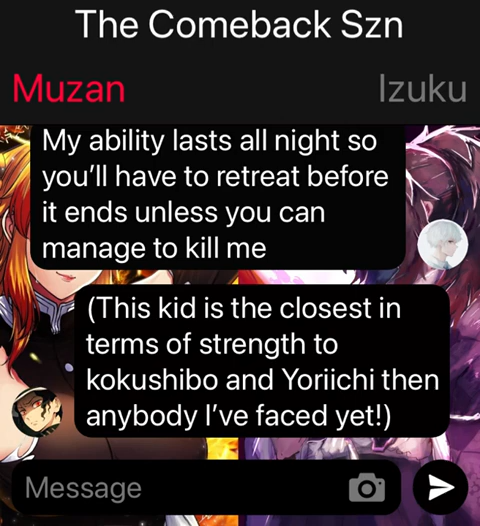 The Comeback Szn
Muzan Izuku
My ability lasts all night so
you’ll have to retreat before
it ends unless you can
manage to kill me
(This kid is the closest in
terms of strength to
kokushibo and Yoriichi then
anybody I’ve faced yet!)
Message